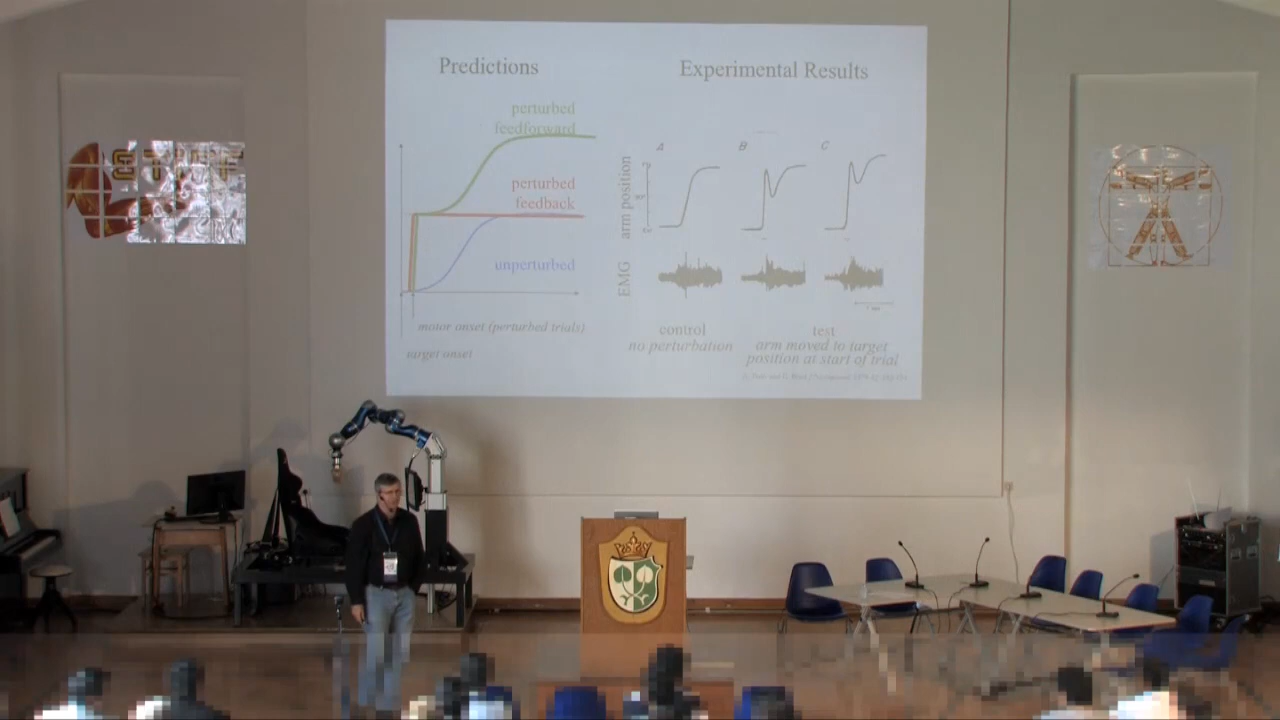 Predictions
Experimental Results
perturbed
feedforward
perturbed
feedback
unperturbed
motor onset (perturbed trials)
target onset
A
B
C
arm position
EMG
control
no perturbation
test
arm moved to target
position at start of trial
STIFF